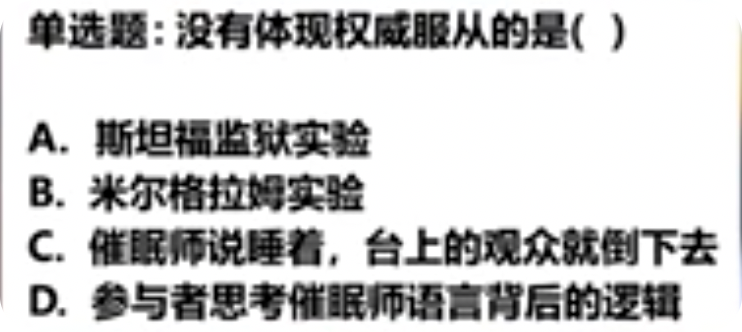 单选题：没有体现权威服从的是( )
A. 斯坦福监狱实验
B. 米尔格拉姆实验
C. 催眠师说睡着，台上的观众就倒下去
D. 参与者思考催眠师语言背后的逻辑